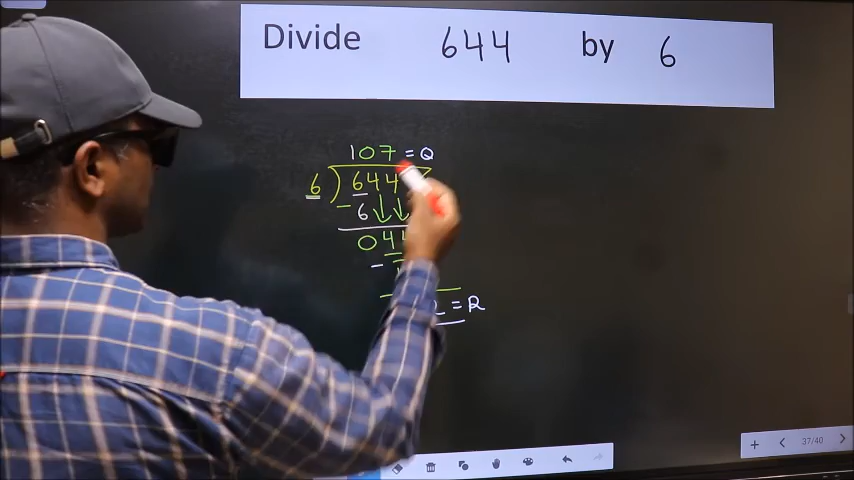 Divide 644 by 6
107 = Q
6 ) 644
- 6
04
-
= R
37/40